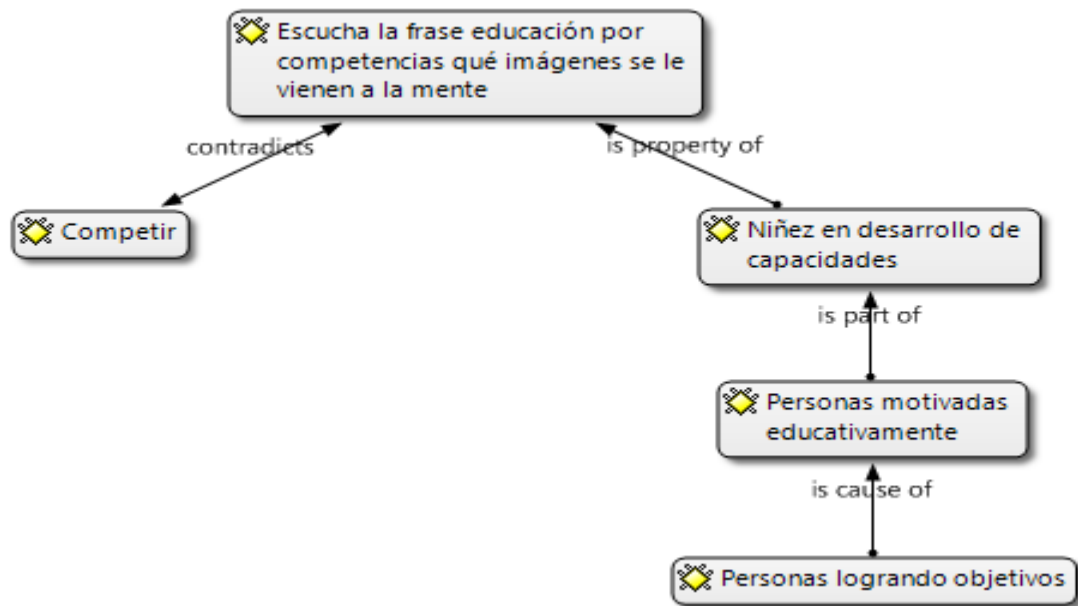 Escucha la frase educación por
competencias qué imágenes se le
vienen a la mente
contradicts
is property of
Competir
Niñez en desarrollo de
capacidades
is part of
Personas motivadas
educativamente
is cause of
Personas logrando objetivos